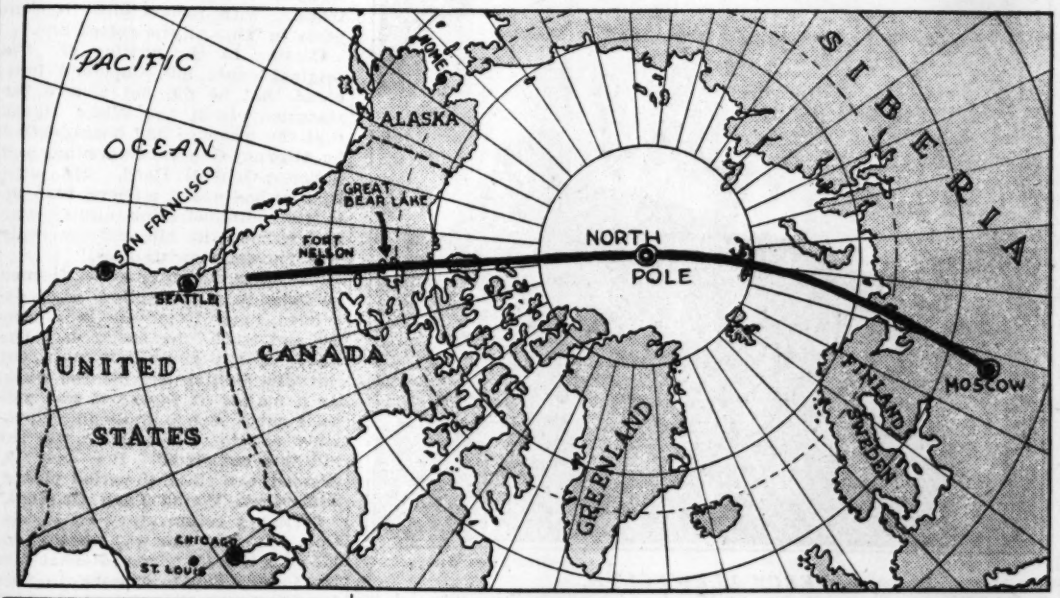 PACIFIC
OCEAN
NOME
ALASKA
SIBERIA
SAN FRANCISCO
GREAT
BEAR LAKE
FORT
NELSON
NORTH
POLE
SEATTLE
CANADA
UNITED
STATES
FINLAND
MOSCOW
SWEDEN
GREENLAND
CHICAGO
ST. LOUIS